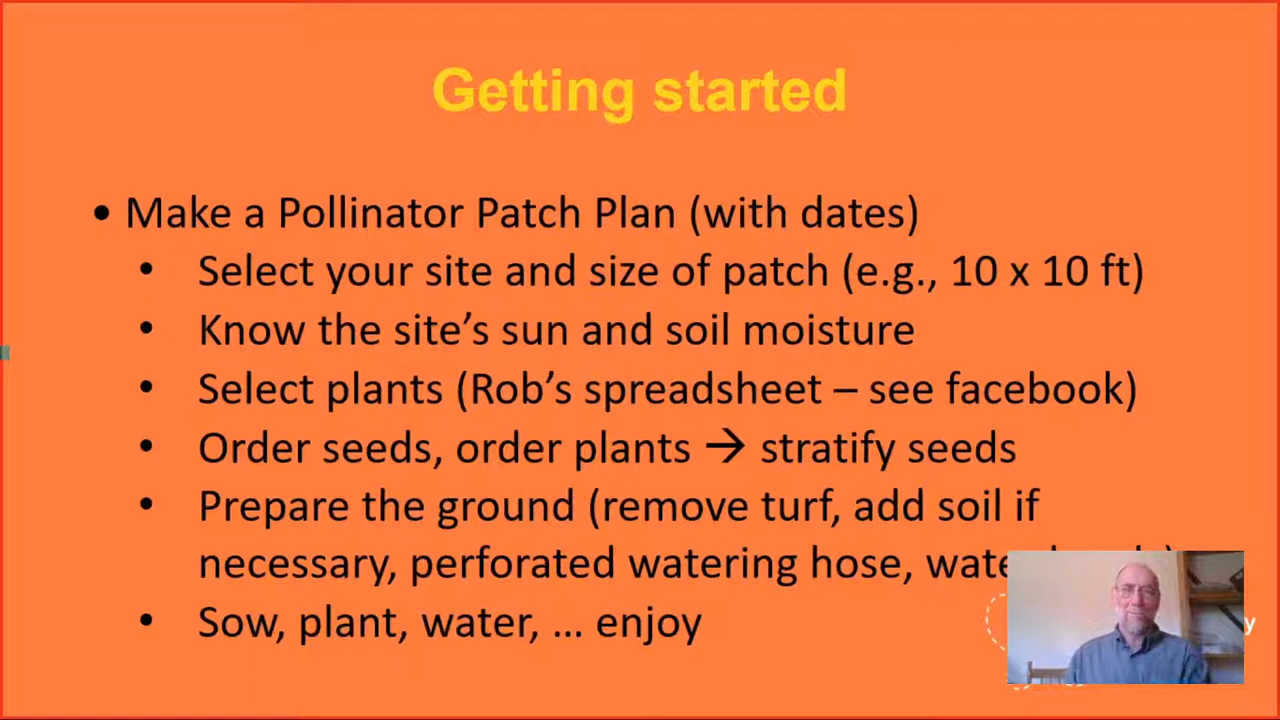 Getting started
• Make a Pollinator Patch Plan (with dates)
• Select your site and size of patch (e.g., 10 x 10 ft)
• Know the site’s sun and soil moisture
• Select plants (Rob’s spreadsheet – see facebook)
• Order seeds, order plants → stratify seeds
• Prepare the ground (remove turf, add soil if
necessary, perforated watering hose,
• Sow, plant, water, … enjoy